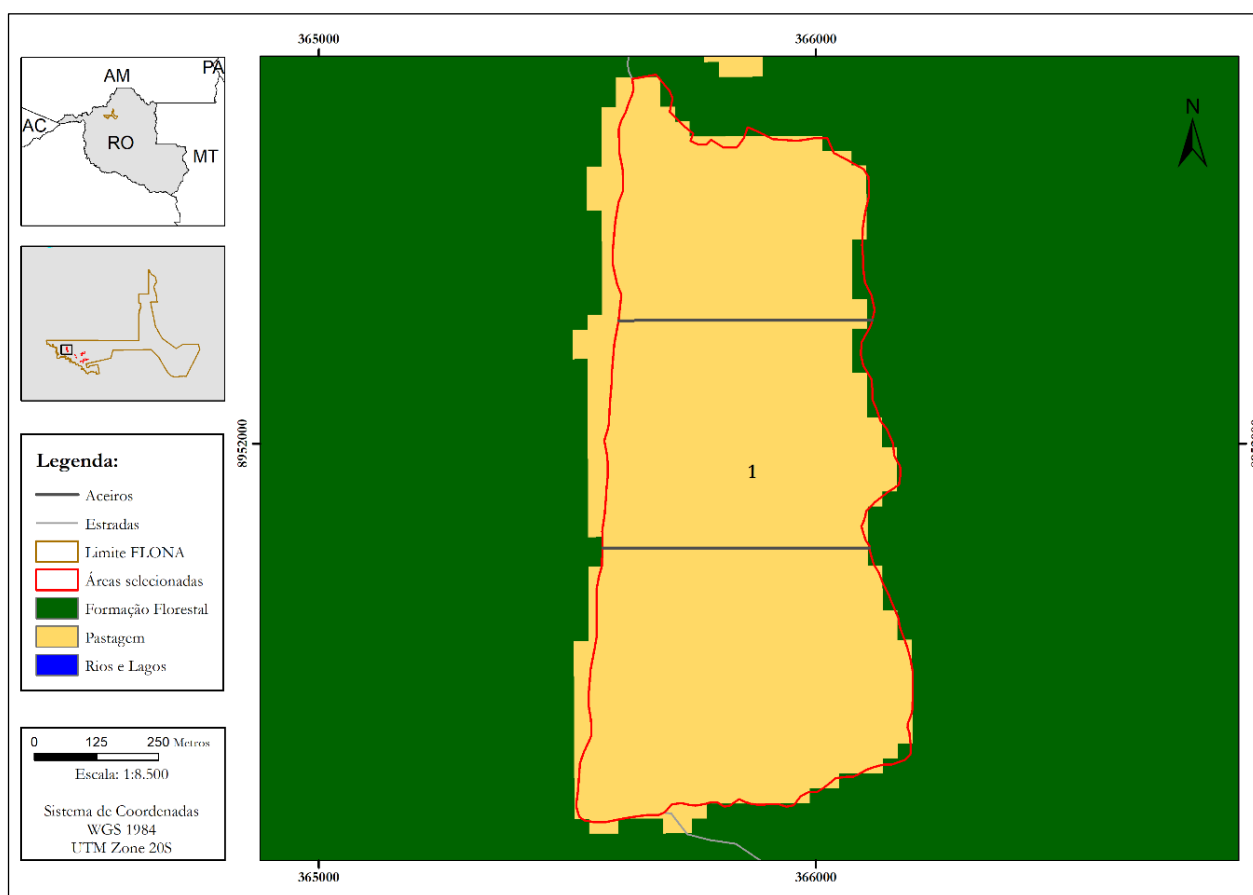 365000
366000
AM
PA
AC
RO
MT
N
8952000
1
Legenda:
Aceiros
Estradas
Limite FLONA
Áreas selecionadas
Formação Florestal
Pastagem
Rios e Lagos
0 125 250 Metros
Escala: 1:8.500
Sistema de Coordenadas
WGS 1984
UTM Zone 20S
365000
366000